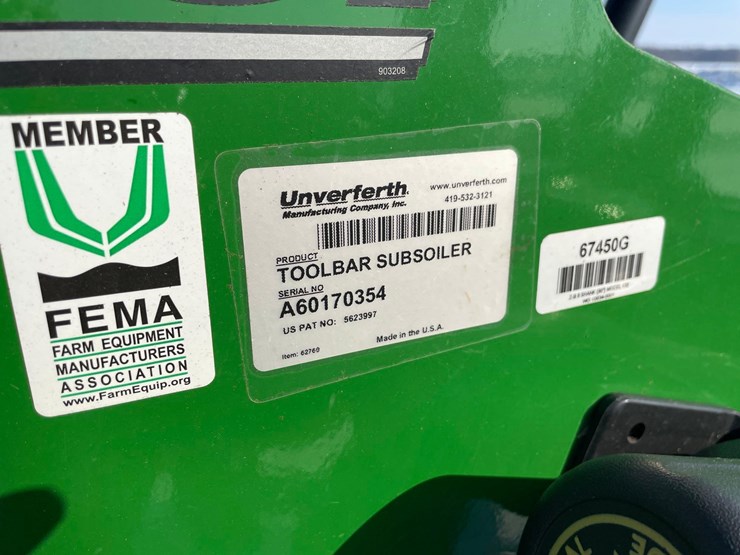 903208
MEMBER
FEMA
FARM EQUIPMENT
MANUFACTURERS
ASSOCIATION
www.FarmEquip.org
Unverferth
Manufacturing Company, Inc.
www.unverferth.com
419-532-3121
PRODUCT
TOOLBAR SUBSOILER
SERIAL NO
A60170354
US PAT NO: 5623997
Made in the U.S.A.
Item: 62760
67450G